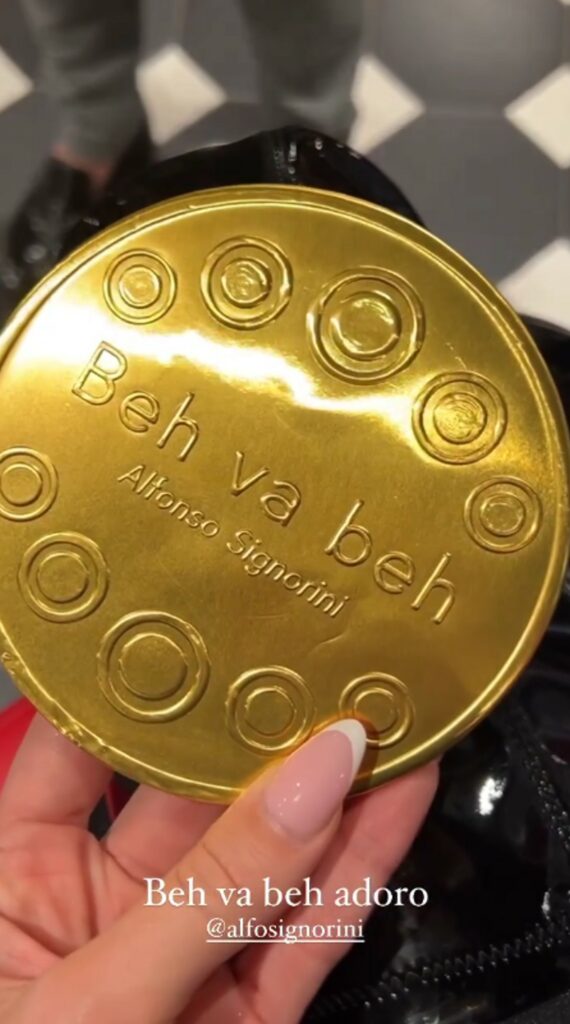 Beh va beh
Alfonso Signorini
Beh va beh adoro
@alfosignorini